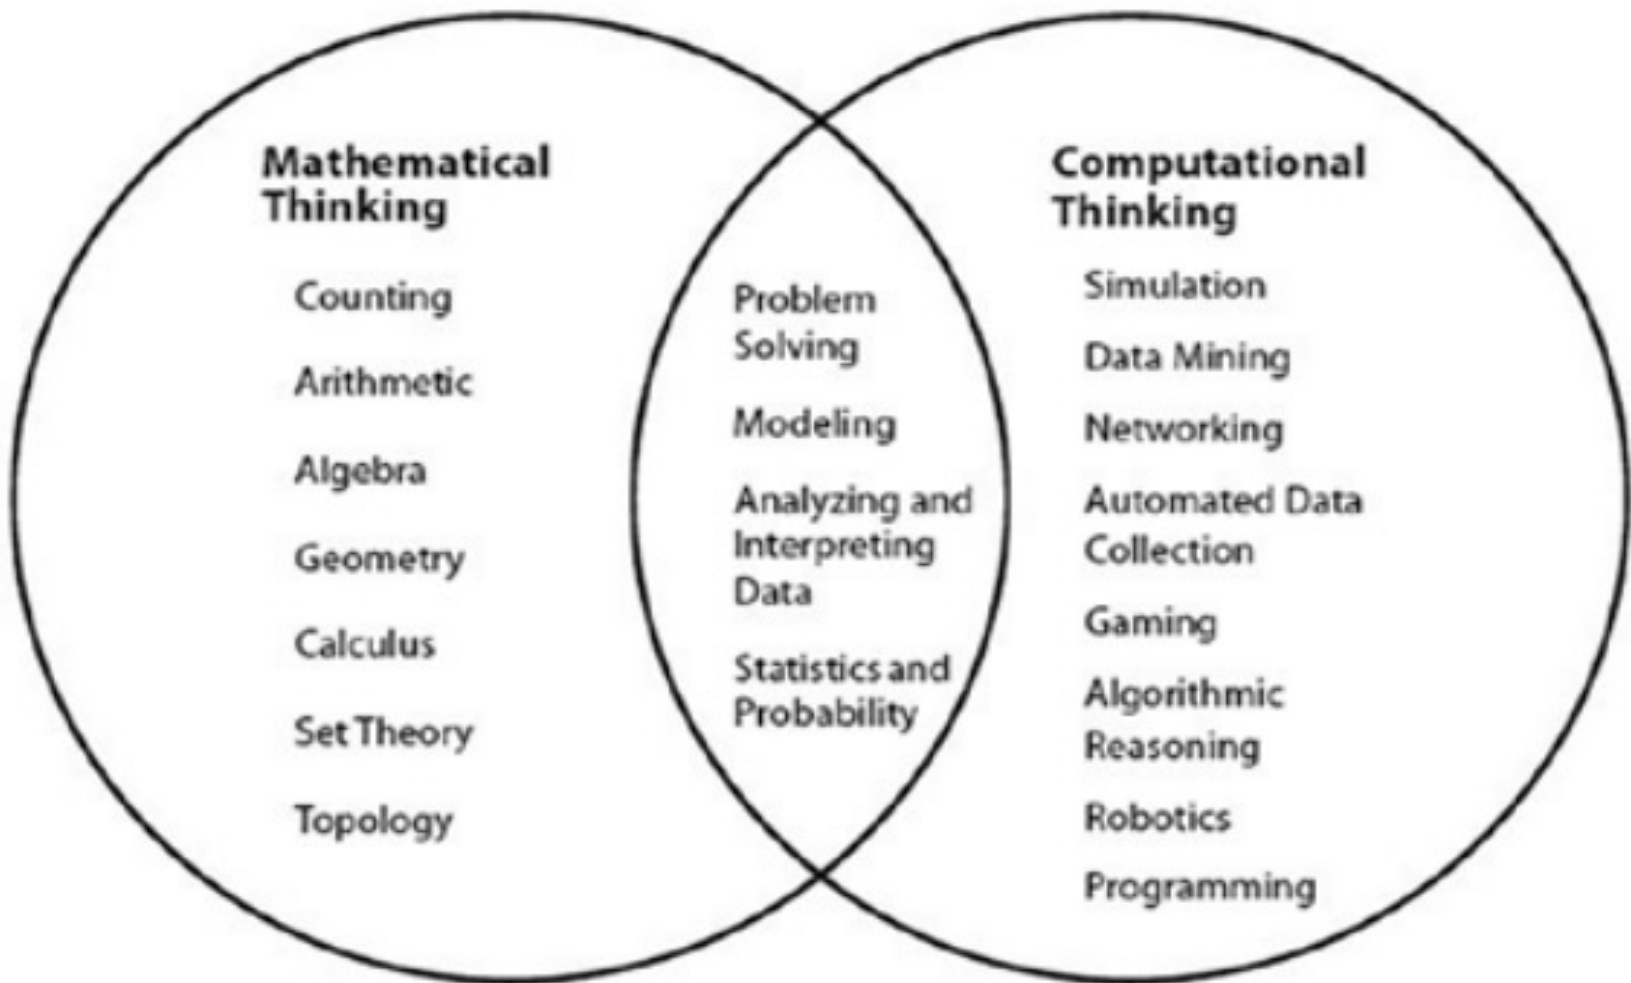 Mathematical
Thinking
Counting
Arithmetic
Algebra
Geometry
Calculus
Set Theory
Topology
Problem
Solving
Modeling
Analyzing and
Interpreting
Data
Statistics and
Probability
Computational
Thinking
Simulation
Data Mining
Networking
Automated Data
Collection
Gaming
Algorithmic
Reasoning
Robotics
Programming